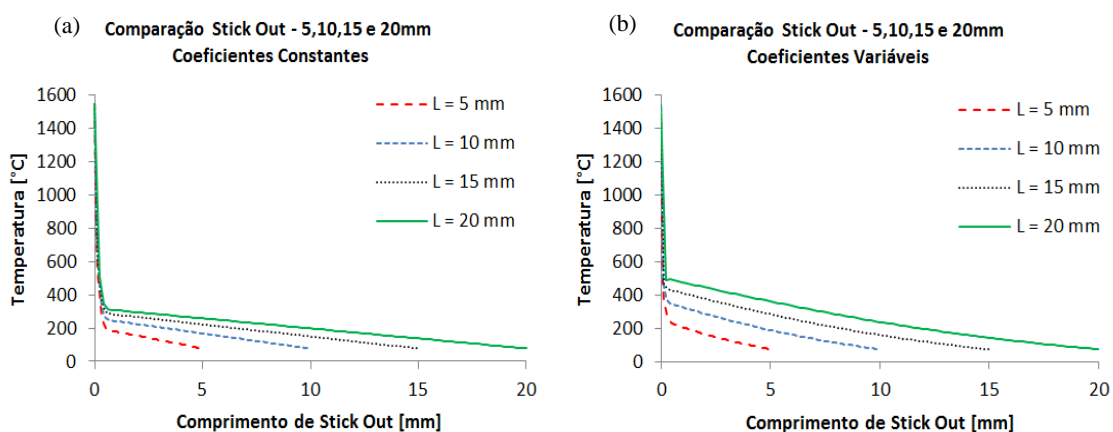 (a)
Comparação Stick Out - 5,10,15 e 20mm
Coeficientes Constantes
Temperatura [°C]
1600
1400
1200
1000
800
600
400
200
0
L = 5 mm
L = 10 mm
L = 15 mm
L = 20 mm
0 5 10 15 20
Comprimento de Stick Out [mm]
(b)
Comparação Stick Out - 5,10,15 e 20mm
Coeficientes Variáveis
Temperatura [°C]
1600
1400
1200
1000
800
600
400
200
0
L = 5 mm
L = 10 mm
L = 15 mm
L = 20 mm
0 5 10 15 20
Comprimento de Stick Out [mm]